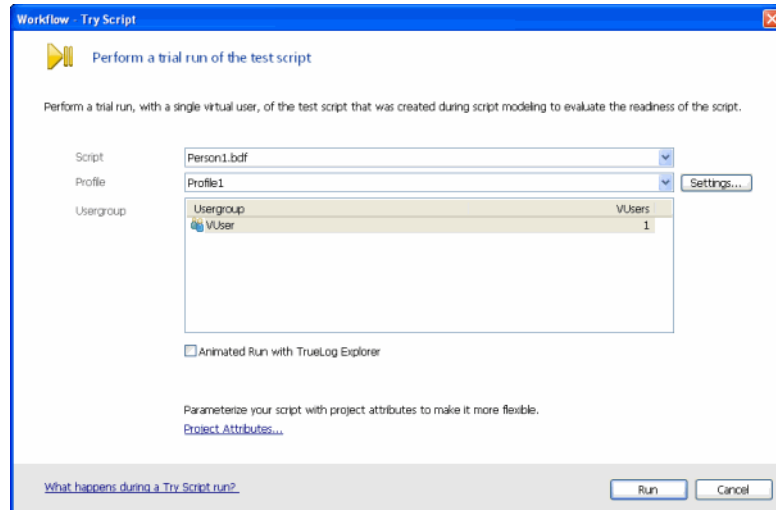 Workflow - Try Script
Perform a trial run of the test script
Perform a trial run, with a single virtual user, of the test script that was created during script modeling to evaluate the readiness of the script.
Script
Person1.bdf
Profile
Profile1
Settings...
Usergroup
Usergroup VUsers
VUser 1
Animated Run with TrueLog Explorer
Parameterize your script with project attributes to make it more flexible.
Project Attributes...
What happens during a Try Script run?
Run
Cancel